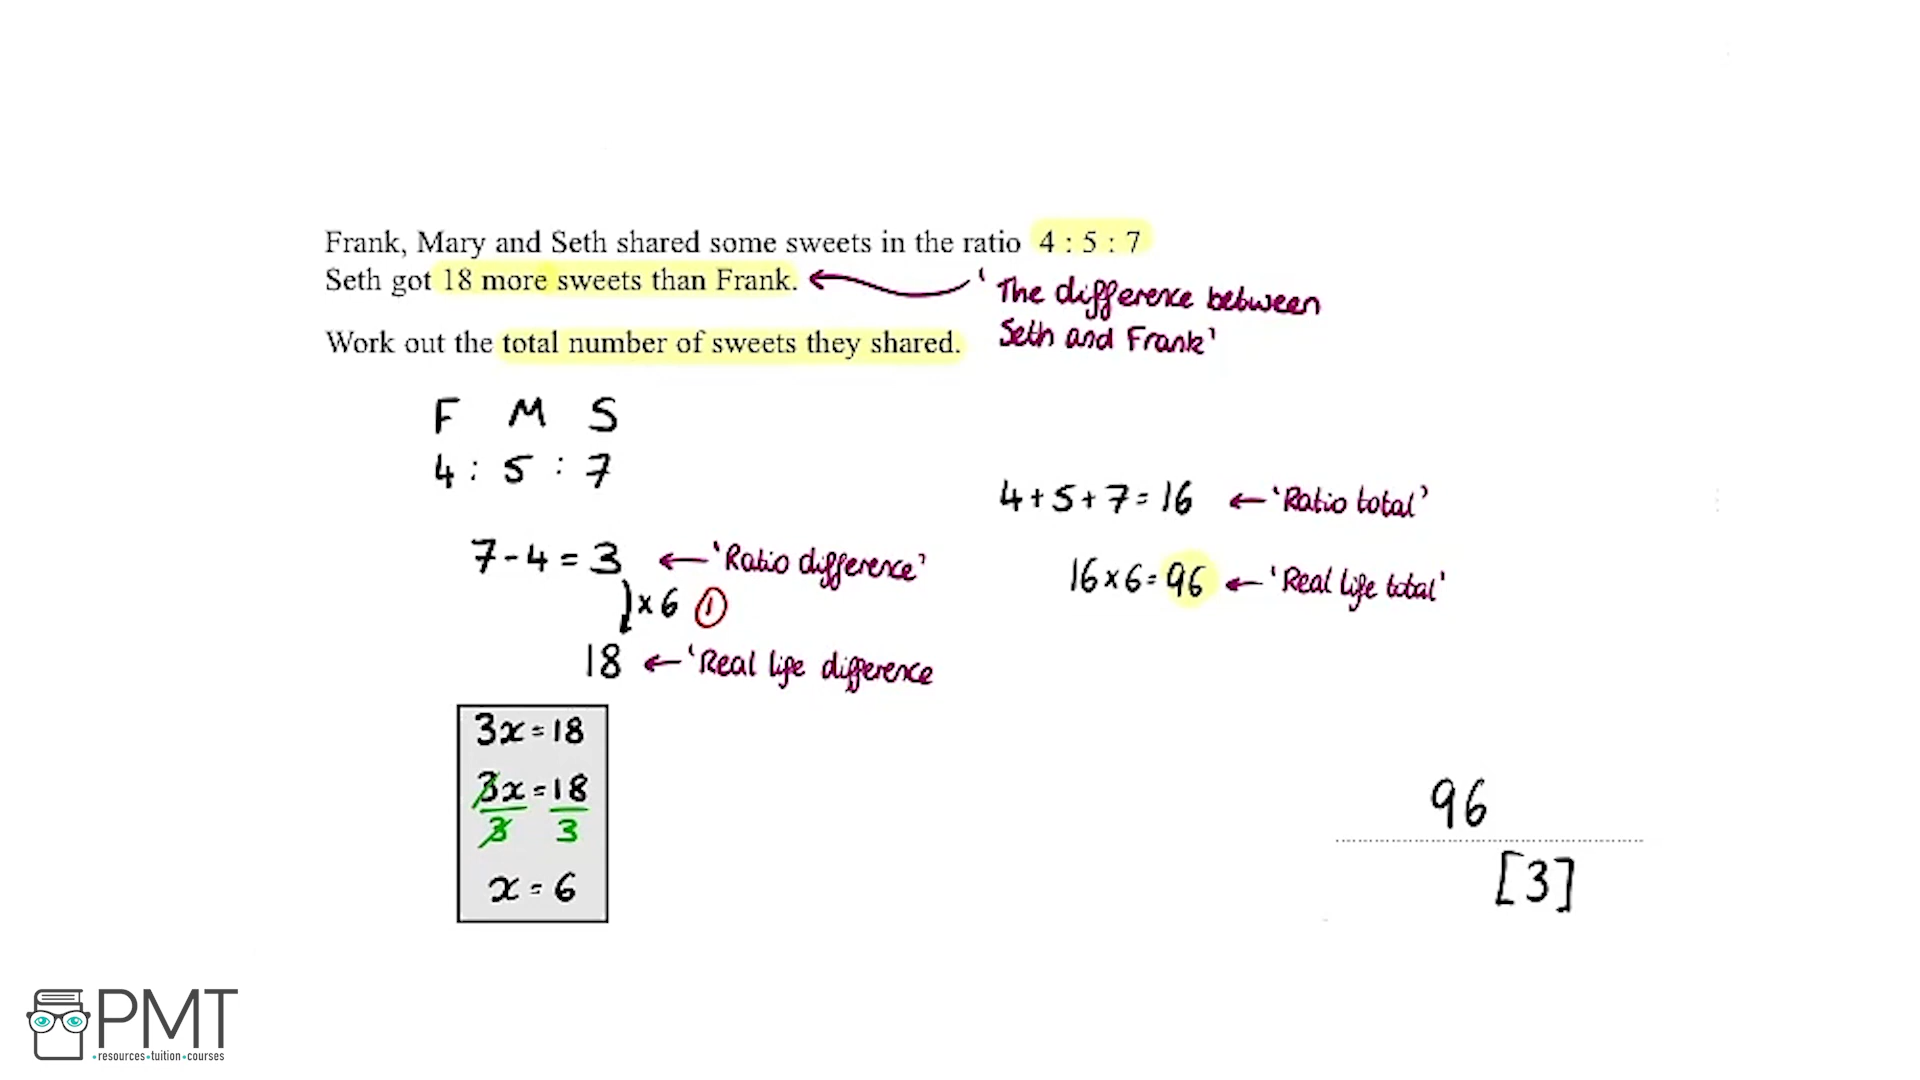 Frank, Mary and Seth shared some sweets in the ratio 4 : 5 : 7
Seth got 18 more sweets than Frank.
'The difference between
Seth and Frank'
Work out the total number of sweets they shared.
F M S
4 : 5 : 7
7 - 4 = 3 ← 'Ratio difference'
× 6 ①
18 ← 'Real life difference
3x = 18
3x = 18
3 3
x = 6
4 + 5 + 7 = 16 ← 'Ratio total'
16 × 6 = 96 ← 'Real life total'
96
[3]
PMT
•resources•tuition•courses